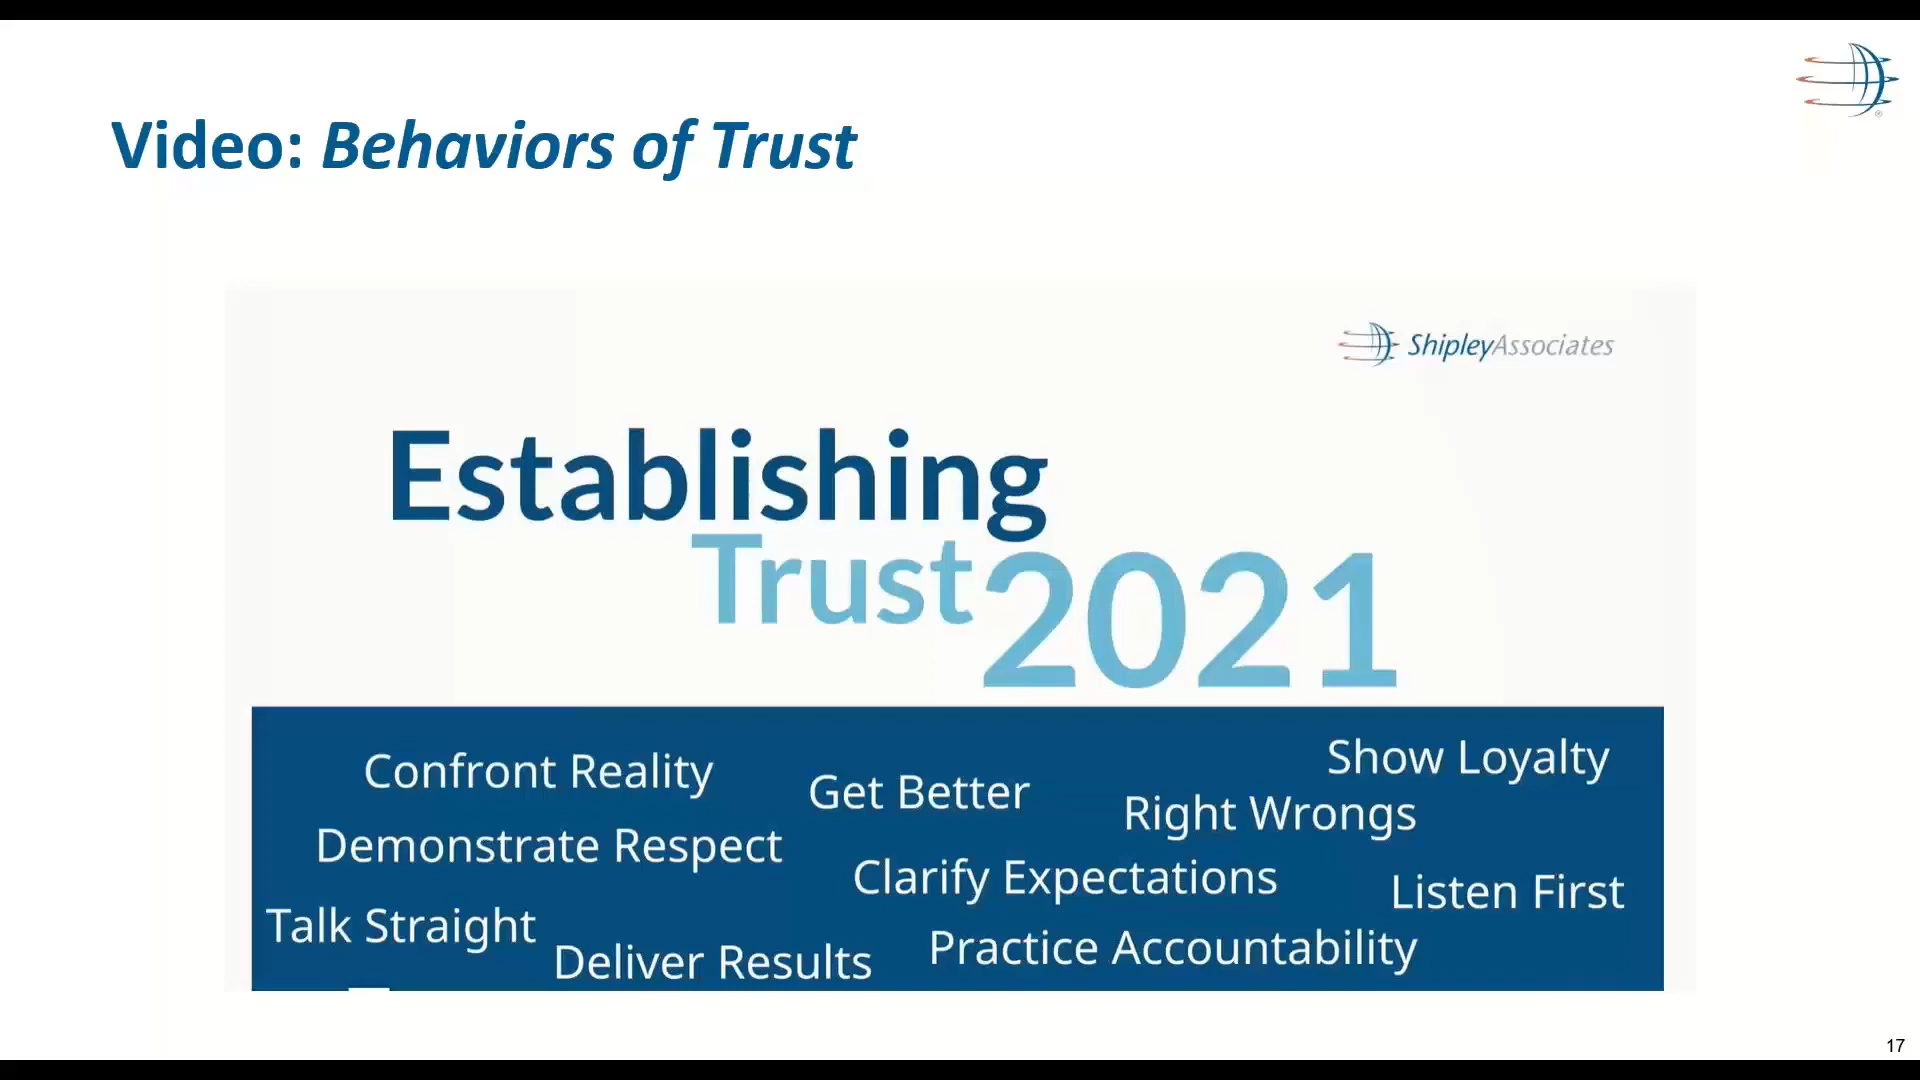 Video: Behaviors of Trust
ShipleyAssociates
Establishing
Trust 2021
Confront Reality
Get Better
Show Loyalty
Right Wrongs
Demonstrate Respect
Clarify Expectations
Listen First
Talk Straight
Deliver Results
Practice Accountability
17